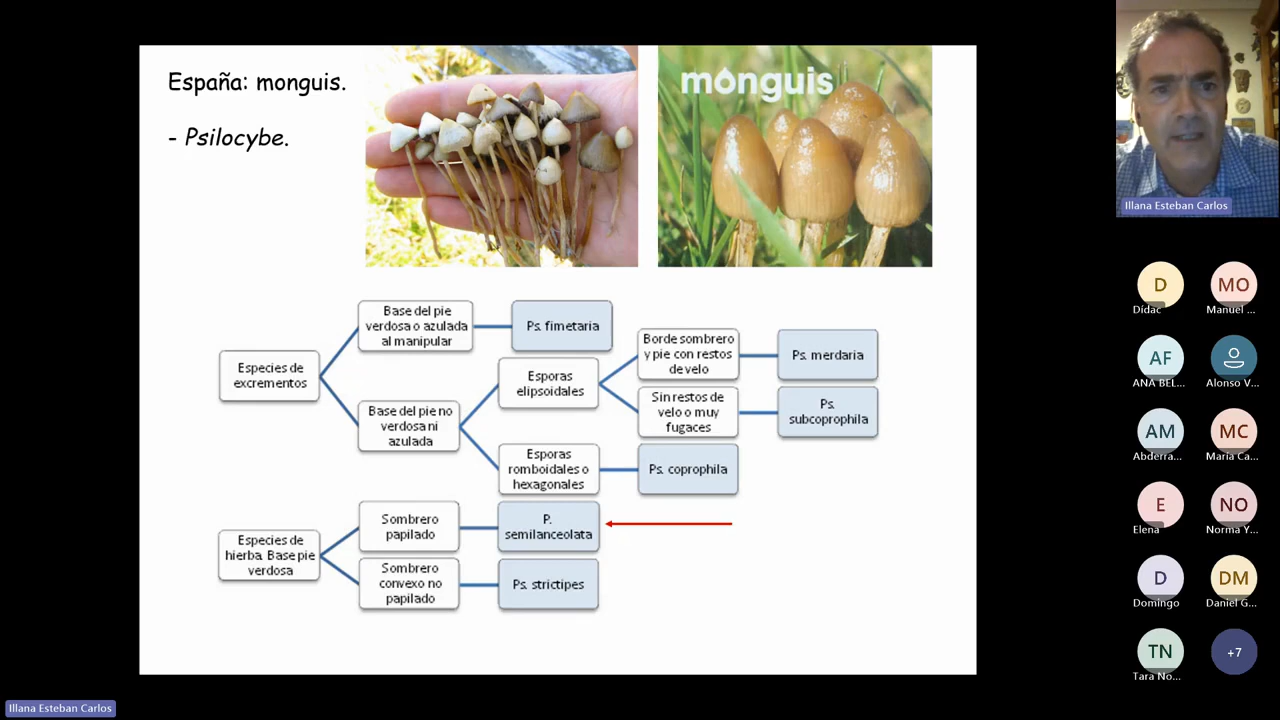 España: monguis.
- Psilocybe.
monguis
Base del pie
verdosa o azulada
al manipular
Ps. fimetaria
Especies de
excrementos
Borde sombrero
y pie con restos
de velo
Ps. merdaria
Esporas
elipsoidales
Base del pie no
verdosa ni
azulada
Sin restos de
velo o muy
fugaces
Ps.
subcoprophila
Esporas
romboidales o
hexagonales
Ps. coprophila
Especies de
hierba. Base pie
verdosa
Sombrero
papilado
P.
semilanceolata
Sombrero
convexo no
papilado
Ps. strictipes
Illana Esteban Carlos
D
Dídac
MO
Manuel ...
AF
ANA BEL...
Alonso V...
AM
Abderra...
MC
Maria Ca...
E
Elena
NO
Norma Y...
D
Domingo
DM
Daniel G...
TN
Tara No...
+7
Illana Esteban Carlos